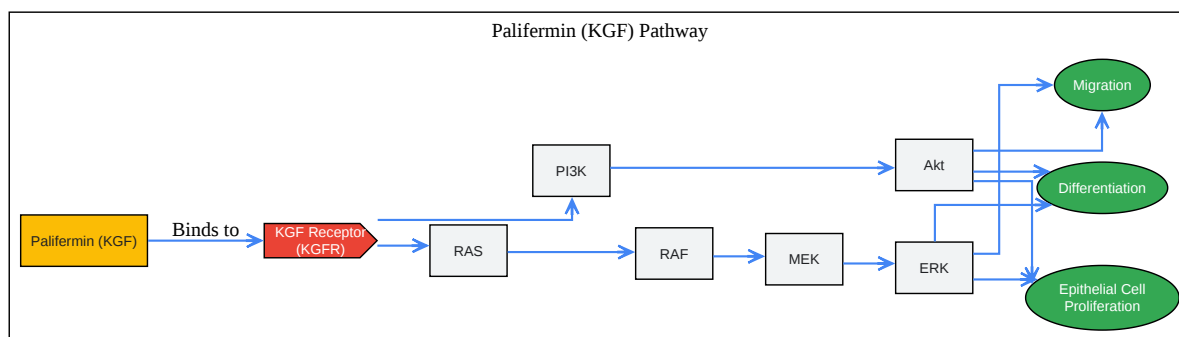 Palifermin (KGF) Pathway
Migration
PI3K
Akt
Differentiation
Palifermin (KGF)
Binds to
KGF Receptor
(KGFR)
RAS
RAF
MEK
ERK
Epithelial Cell
Proliferation